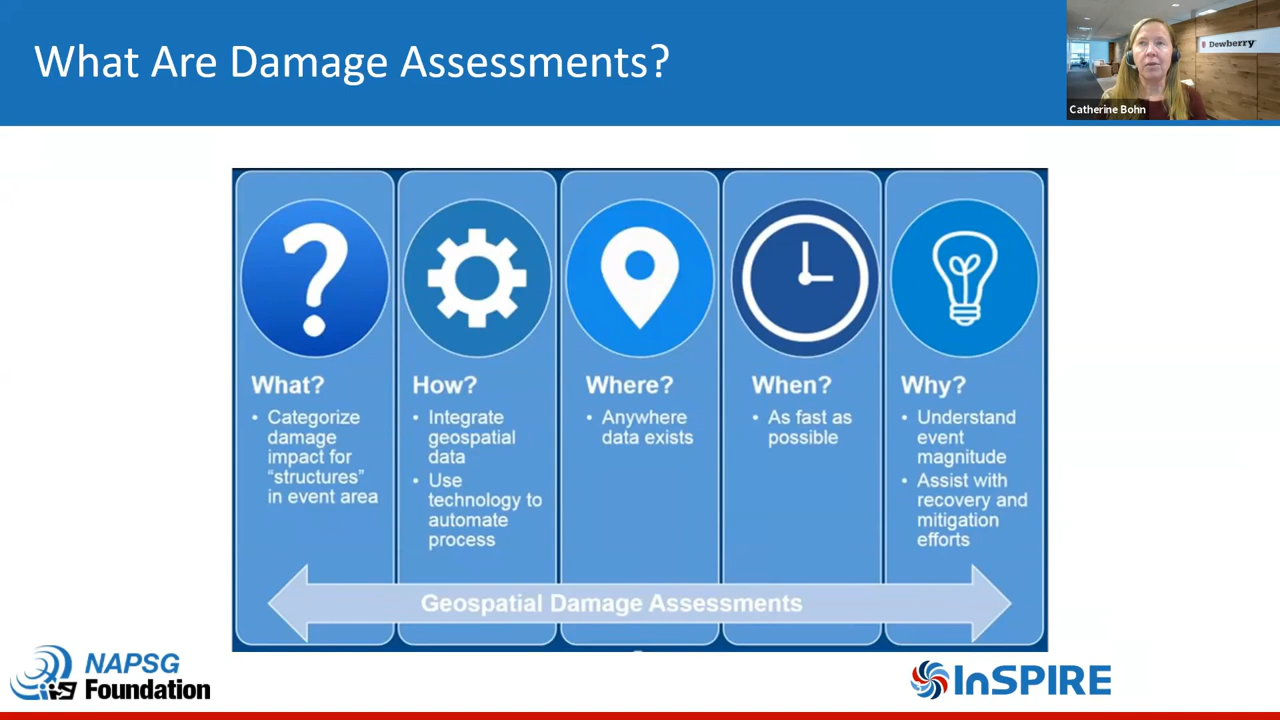 What Are Damage Assessments?
Dewberry
Catherine Bohn
What?
• Categorize
damage
impact for
“structures”
in event area
How?
• Integrate
geospatial
data
• Use
technology to
automate
process
Where?
• Anywhere
data exists
When?
• As fast as
possible
Why?
• Understand
event
magnitude
• Assist with
recovery and
mitigation
efforts
Geospatial Damage Assessments
NAPSG
Foundation
InSPIRE